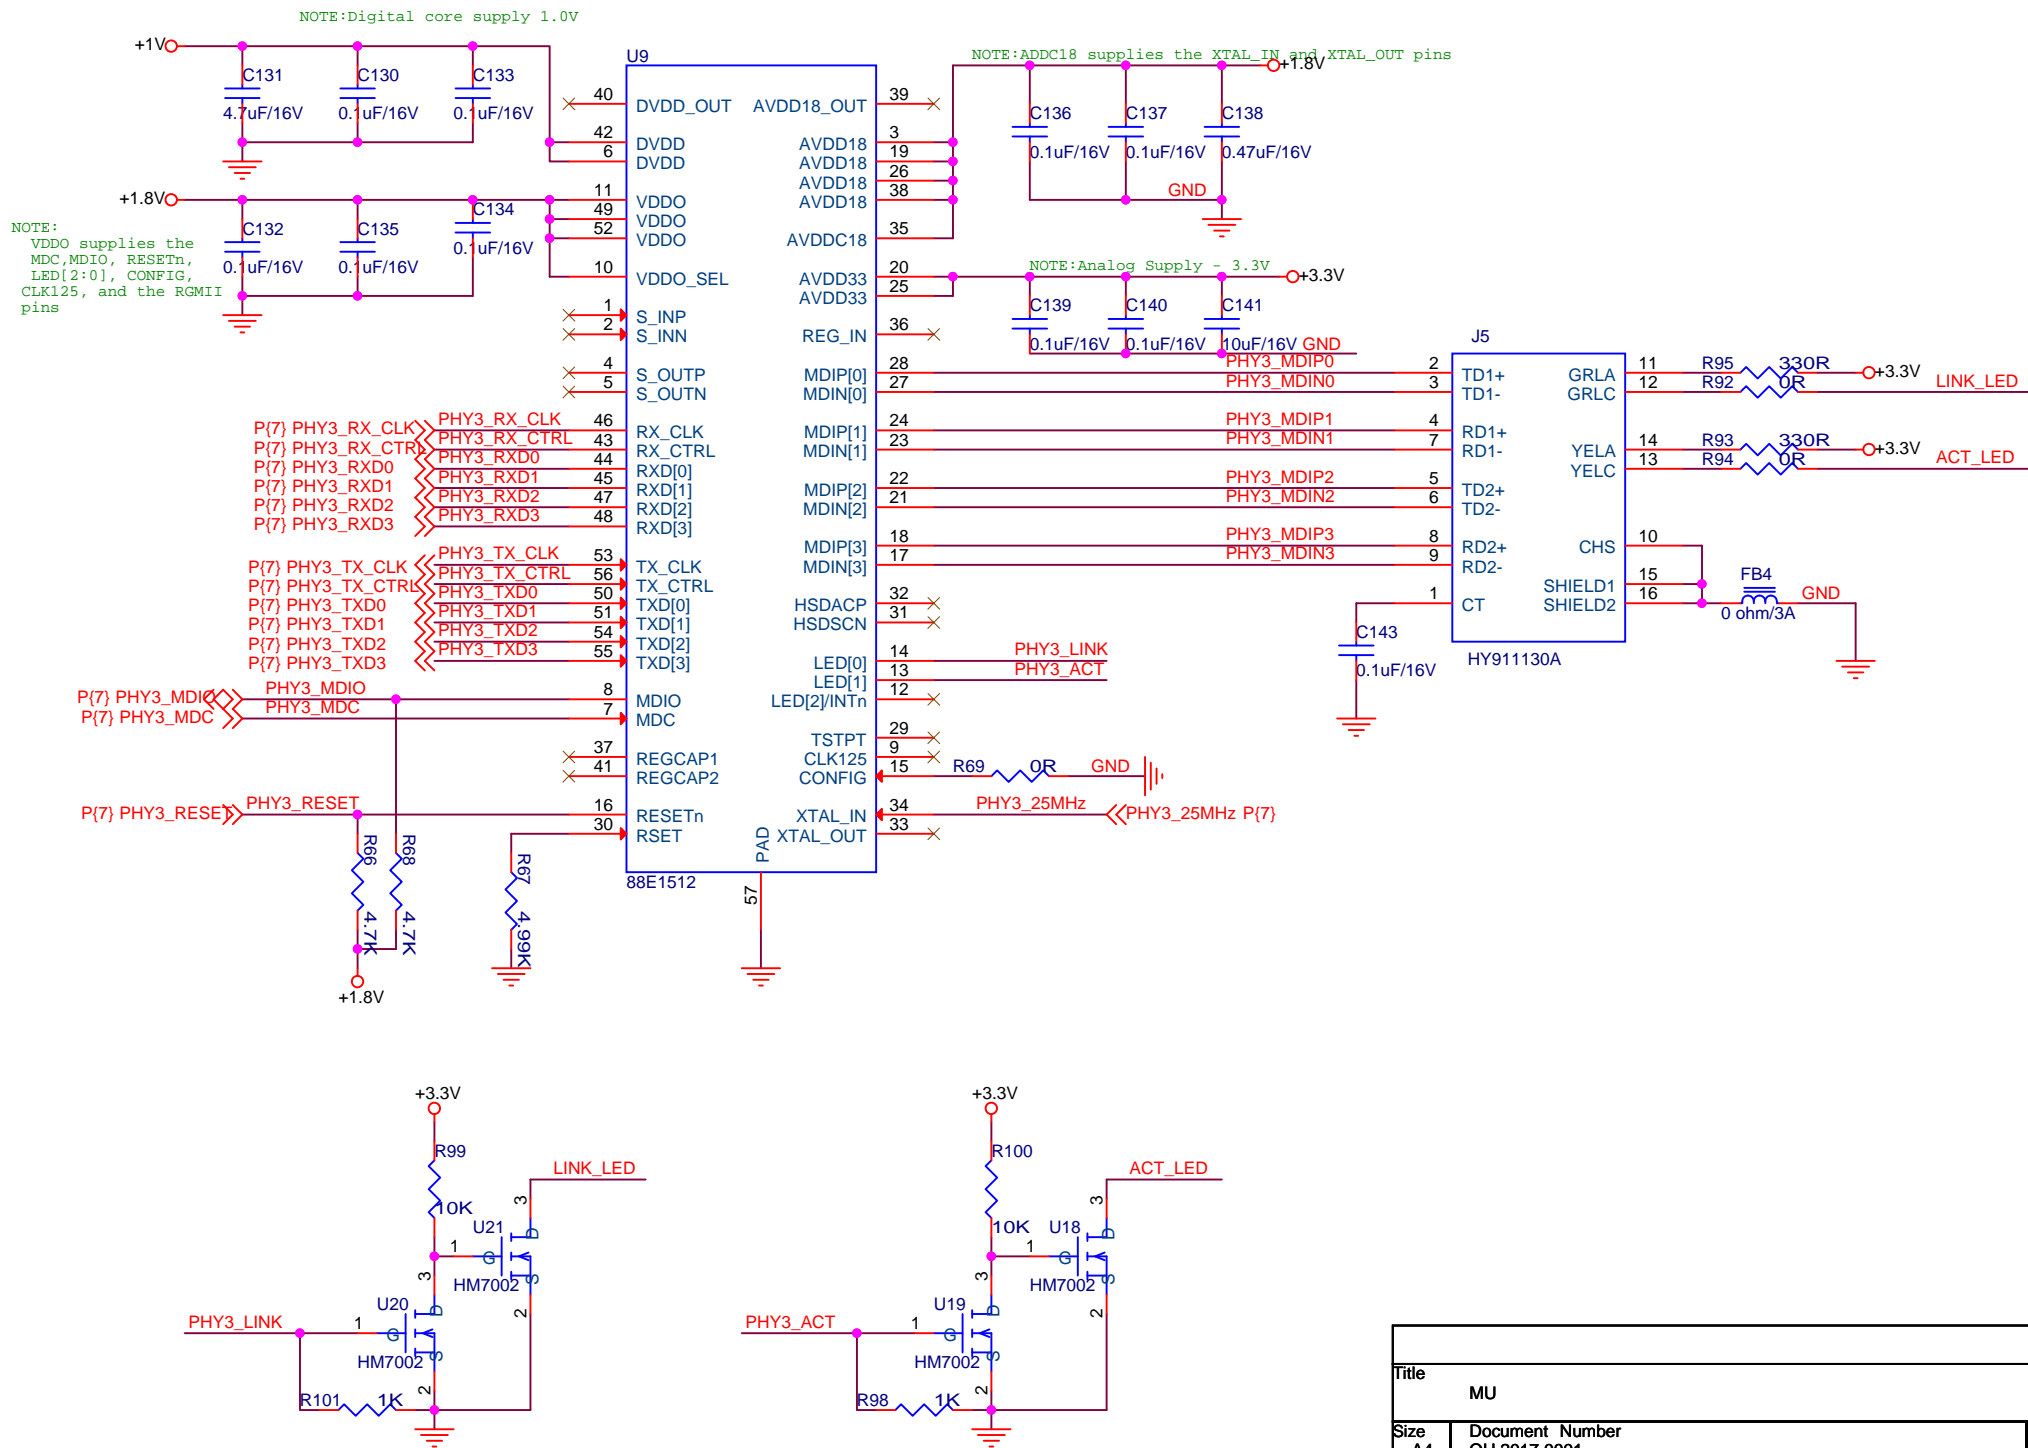 NOTE:Digital core supply 1.0V
+1V
C131
4.7uF/16V
C130
0.1uF/16V
C133
0.1uF/16V
+1.8V
C132
0.1uF/16V
C135
0.1uF/16V
C134
0.1uF/16V
NOTE:
VDDO supplies the
MDC,MDIO, RESETn,
LED[2:0], CONFIG,
CLK125, and the RGMII
pins
U9
40 DVDD_OUT
42 DVDD
6 DVDD
11 VDDO
49 VDDO
52 VDDO
10 VDDO_SEL
1 S_INP
2 S_INN
4 S_OUTP
5 S_OUTN
P{7} PHY3_RX_CLK PHY3_RX_CLK 46 RX_CLK
P{7} PHY3_RX_CTRL PHY3_RX_CTRL 43 RX_CTRL
P{7} PHY3_RXD0 PHY3_RXD0 44 RXD[0]
P{7} PHY3_RXD1 PHY3_RXD1 45 RXD[1]
P{7} PHY3_RXD2 PHY3_RXD2 47 RXD[2]
P{7} PHY3_RXD3 PHY3_RXD3 48 RXD[3]
P{7} PHY3_TX_CLK PHY3_TX_CLK 53 TX_CLK
P{7} PHY3_TX_CTRL PHY3_TX_CTRL 56 TX_CTRL
P{7} PHY3_TXD0 PHY3_TXD0 50 TXD[0]
P{7} PHY3_TXD1 PHY3_TXD1 51 TXD[1]
P{7} PHY3_TXD2 PHY3_TXD2 54 TXD[2]
P{7} PHY3_TXD3 PHY3_TXD3 55 TXD[3]
P{7} PHY3_MDIO PHY3_MDIO 8 MDIO
P{7} PHY3_MDC PHY3_MDC 7 MDC
37 REGCAP1
41 REGCAP2
P{7} PHY3_RESET PHY3_RESET 16 RESETn
30 RSET
R66
4.7K
R68
4.7K
+1.8V
R67
4.99K
88E1512
PAD
57
NOTE:ADDC18 supplies the XTAL_IN and XTAL_OUT pins
+1.8V
AVDD18_OUT 39
AVDD18 3
AVDD18 19
AVDD18 26
AVDD18 38
AVDDC18 35
C136
0.1uF/16V
C137
0.1uF/16V
C138
0.47uF/16V
GND
NOTE:Analog Supply - 3.3V
+3.3V
AVDD33 20
AVDD33 25
REG_IN 36
C139
0.1uF/16V
C140
0.1uF/16V
C141
10uF/16V
GND
MDIP[0] 28 PHY3_MDIP0
MDIN[0] 27 PHY3_MDIN0
MDIP[1] 24 PHY3_MDIP1
MDIN[1] 23 PHY3_MDIN1
MDIP[2] 22 PHY3_MDIP2
MDIN[2] 21 PHY3_MDIN2
MDIP[3] 18 PHY3_MDIP3
MDIN[3] 17 PHY3_MDIN3
HSDACP 32
HSDSCN 31
LED[0] 14 PHY3_LINK
LED[1] 13 PHY3_ACT
LED[2]/INTn 12
TSTPT 29
CLK125 9
CONFIG 15 R69 0R GND
XTAL_IN 34 PHY3_25MHz PHY3_25MHz P{7}
XTAL_OUT 33
J5
2 TD1+
3 TD1-
4 RD1+
7 RD1-
5 TD2+
6 TD2-
8 RD2+
9 RD2-
1 CT
C143
0.1uF/16V
HY911130A
GRLA 11 R95 330R +3.3V
GRLC 12 R92 0R LINK_LED
YELA 14 R93 330R +3.3V
YELC 13 R94 0R ACT_LED
CHS 10
SHIELD1 15
SHIELD2 16
FB4
0 ohm/3A
GND
+3.3V
R99
10K
LINK_LED
U21
HM7002
1 G
3 D
2 S
PHY3_LINK
U20
HM7002
1 G
3 D
2 S
R101 1K
+3.3V
R100
10K
ACT_LED
U18
HM7002
1 G
3 D
2 S
PHY3_ACT
U19
HM7002
1 G
3 D
2 S
R98 1K
Title
MU
Size
Document Number